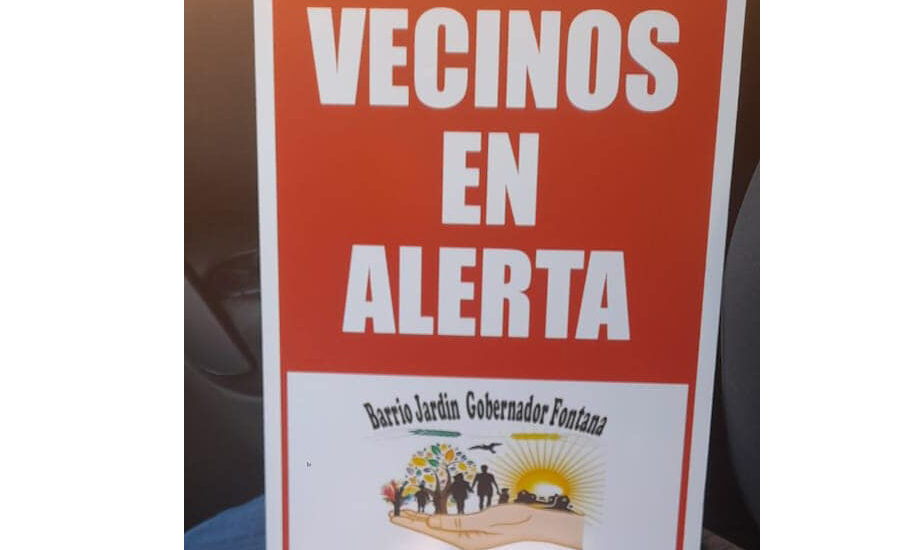 VECINOS
EN
ALERTA
Barrio Jardin Gobernador Fontana